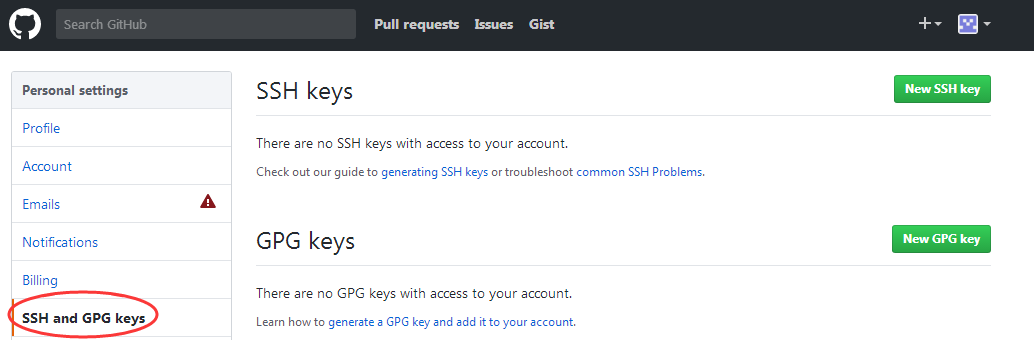 Search GitHub
Pull requests
Issues
Gist
Personal settings
Profile
Account
Emails
Notifications
Billing
SSH and GPG keys
SSH keys
New SSH key
There are no SSH keys with access to your account.
Check out our guide to generating SSH keys or troubleshoot common SSH Problems.
GPG keys
New GPG key
There are no GPG keys with access to your account.
Learn how to generate a GPG key and add it to your account.